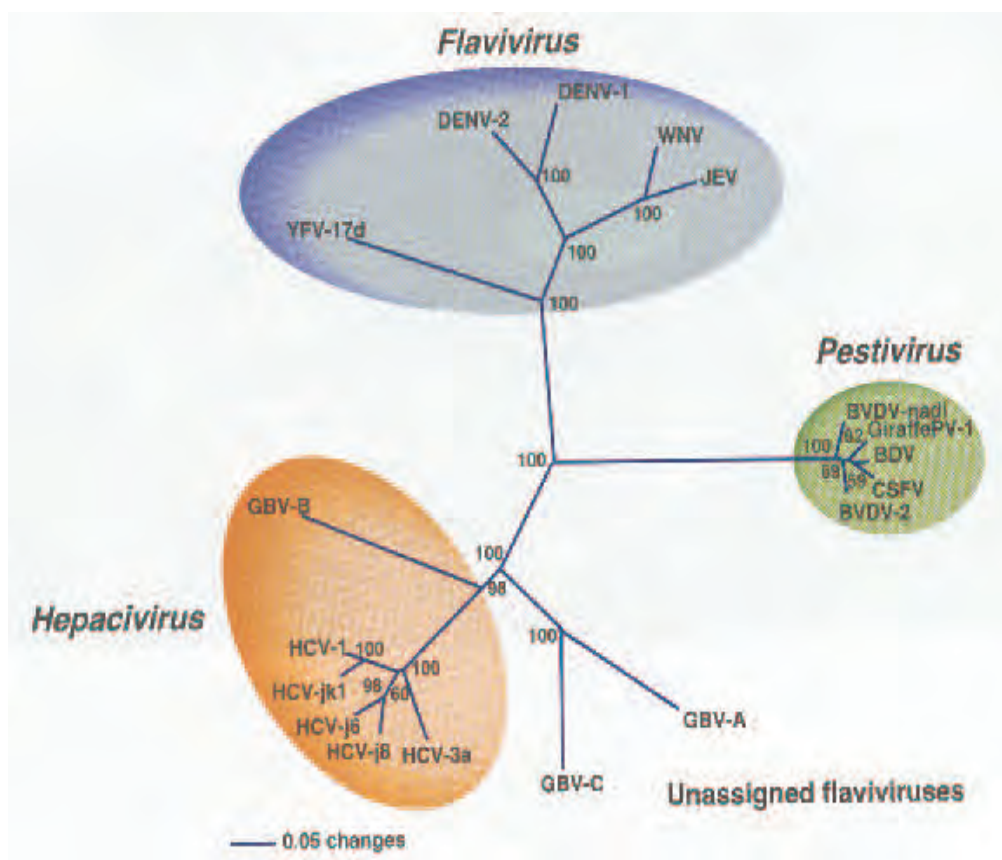 Flavivirus
DENV-1
DENV-2
WNV
JEV
100
100
YFV-17d
100
100
Pestivirus
BVDV-nadl
GiraffePV-1
100
92
BDV
100
CSFV
BVDV-2
GBV-B
100
98
Hepacivirus
100
HCV-1
100
100
HCV-jk1
98
60
HCV-j6
HCV-j8
HCV-3a
GBV-A
GBV-C
Unassigned flaviviruses
0.05 changes